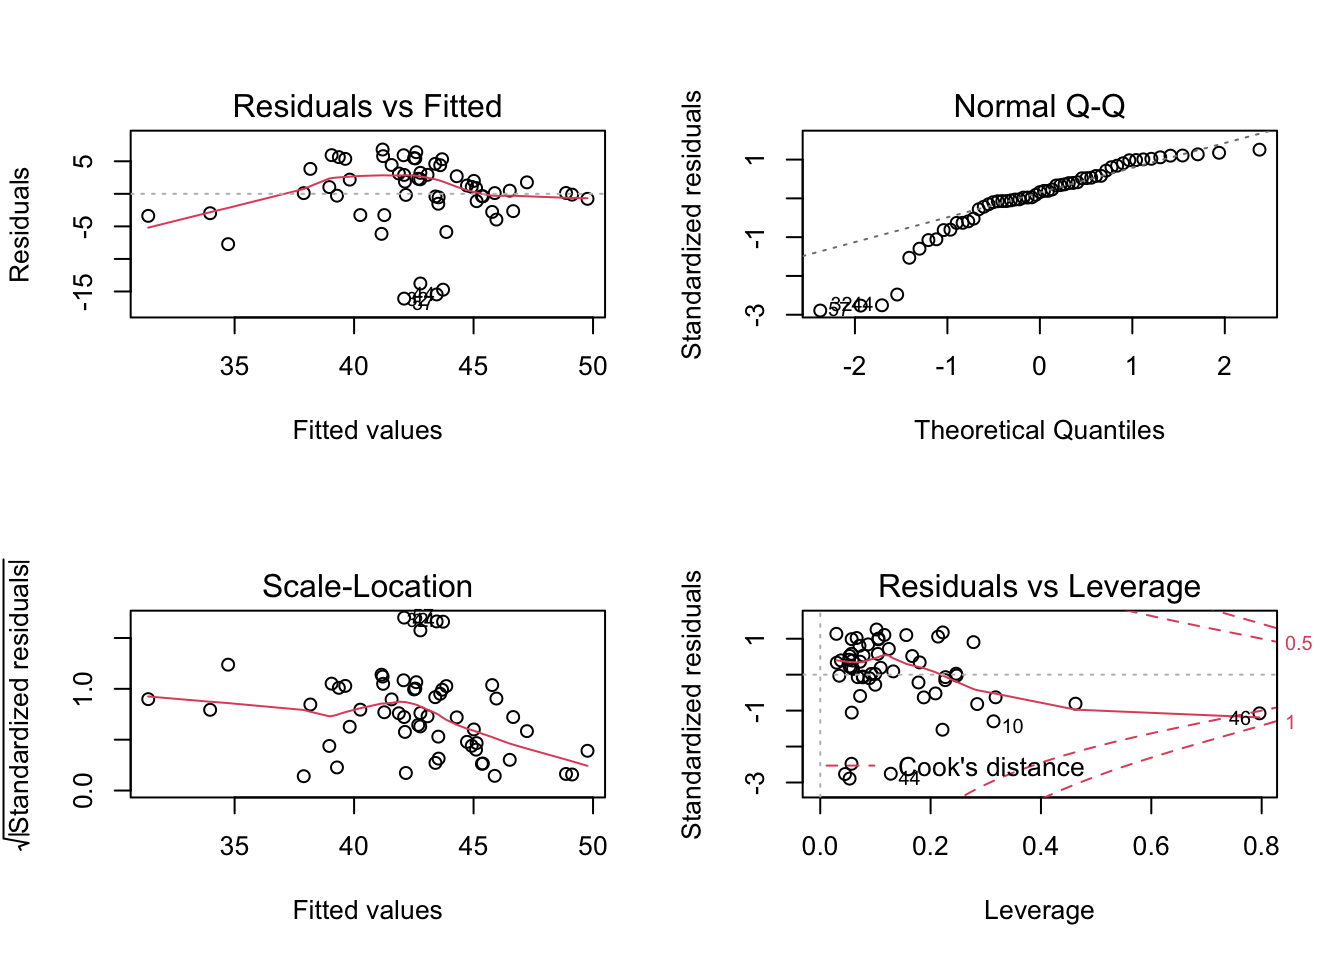 Residuals vs Fitted
Residuals
5
-5
-15
35 40 45 50
Fitted values
Normal Q-Q
Standardized residuals
1
-1
-3
3244
57
-2 -1 0 1 2
Theoretical Quantiles
Scale-Location
√|Standardized residuals|
1.0
0.0
35 40 45 50
Fitted values
Residuals vs Leverage
Standardized residuals
1
-1
-3
0.5
1
46
10
44
Cook's distance
0.0 0.2 0.4 0.6 0.8
Leverage